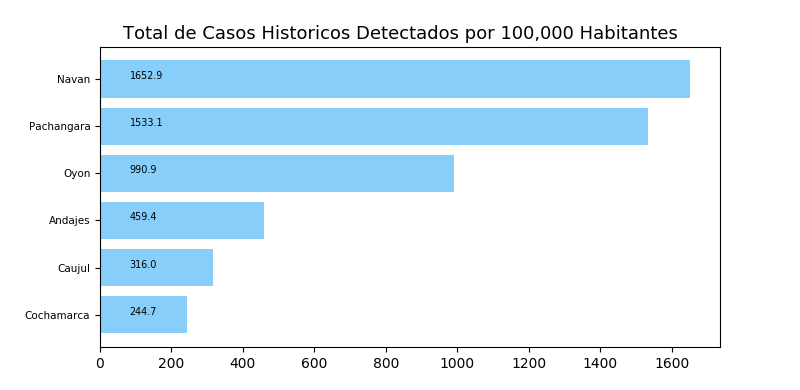 Total de Casos Historicos Detectados por 100,000 Habitantes
Navan 1652.9
Pachangara 1533.1
Oyon 990.9
Andajes 459.4
Caujul 316.0
Cochamarca 244.7
0 200 400 600 800 1000 1200 1400 1600